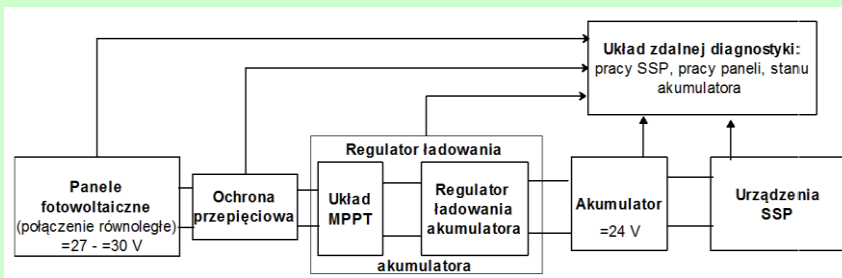 Układ zdalnej diagnostyki:
pracy SSP, pracy paneli, stanu
akumulatora
Regulator ładowania
Panele
fotowoltaiczne
(połączenie równoległe)
=27 - =30 V
Ochrona
przepięciowa
Układ
MPPT
Regulator
ładowania
akumulatora
akumulatora
Akumulator
=24 V
Urządzenia
SSP